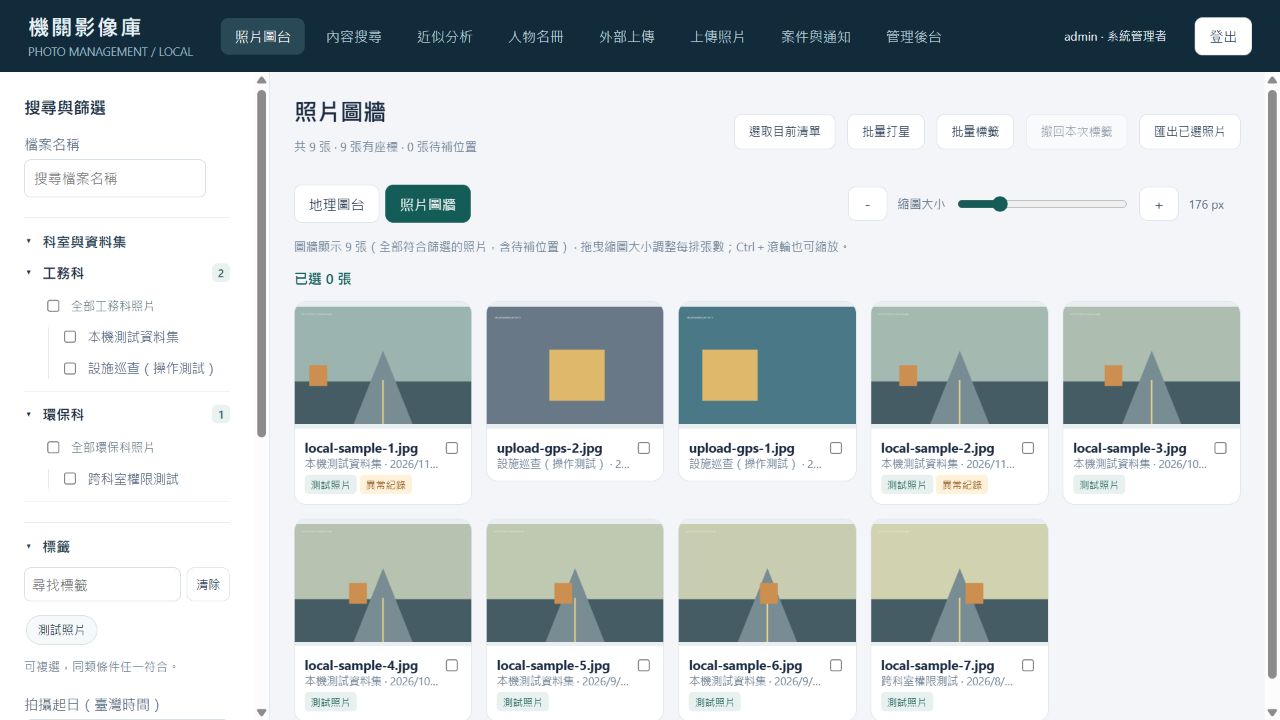 機關影像庫
PHOTO MANAGEMENT / LOCAL
照片圖台
內容搜尋
近似分析
人物名冊
外部上傳
上傳照片
案件與通知
管理後台
admin · 系統管理者
登出
搜尋與篩選
檔案名稱
搜尋檔案名稱
科室與資料集
工務科
2
全部工務科照片
本機測試資料集
設施巡查（操作測試）
環保科
1
全部環保科照片
跨科室權限測試
標籤
尋找標籤
清除
測試照片
可複選，同類條件任一符合。
拍攝起日（臺灣時間）
照片圖牆
共 9 張 · 9 張有座標 · 0 張待補位置
選取目前清單
批量打星
批量標籤
撤回本次標籤
匯出已選照片
地理圖台
照片圖牆
-
縮圖大小
+
176 px
圖牆顯示 9 張（全部符合篩選的照片，含待補位置），拖曳縮圖大小調整每排張數；Ctrl + 滾輪也可縮放。
已選 0 張
local-sample-1.jpg
本機測試資料集 · 2026/11...
測試照片
異常紀錄
upload-gps-2.jpg
設施巡查（操作測試） · 2...
upload-gps-1.jpg
設施巡查（操作測試） · 2...
local-sample-2.jpg
本機測試資料集 · 2026/11...
測試照片
異常紀錄
local-sample-3.jpg
本機測試資料集 · 2026/10...
測試照片
local-sample-4.jpg
本機測試資料集 · 2026/10...
測試照片
local-sample-5.jpg
本機測試資料集 · 2026/9/...
測試照片
local-sample-6.jpg
本機測試資料集 · 2026/9/...
測試照片
local-sample-7.jpg
跨科室權限測試 · 2026/8/...
測試照片